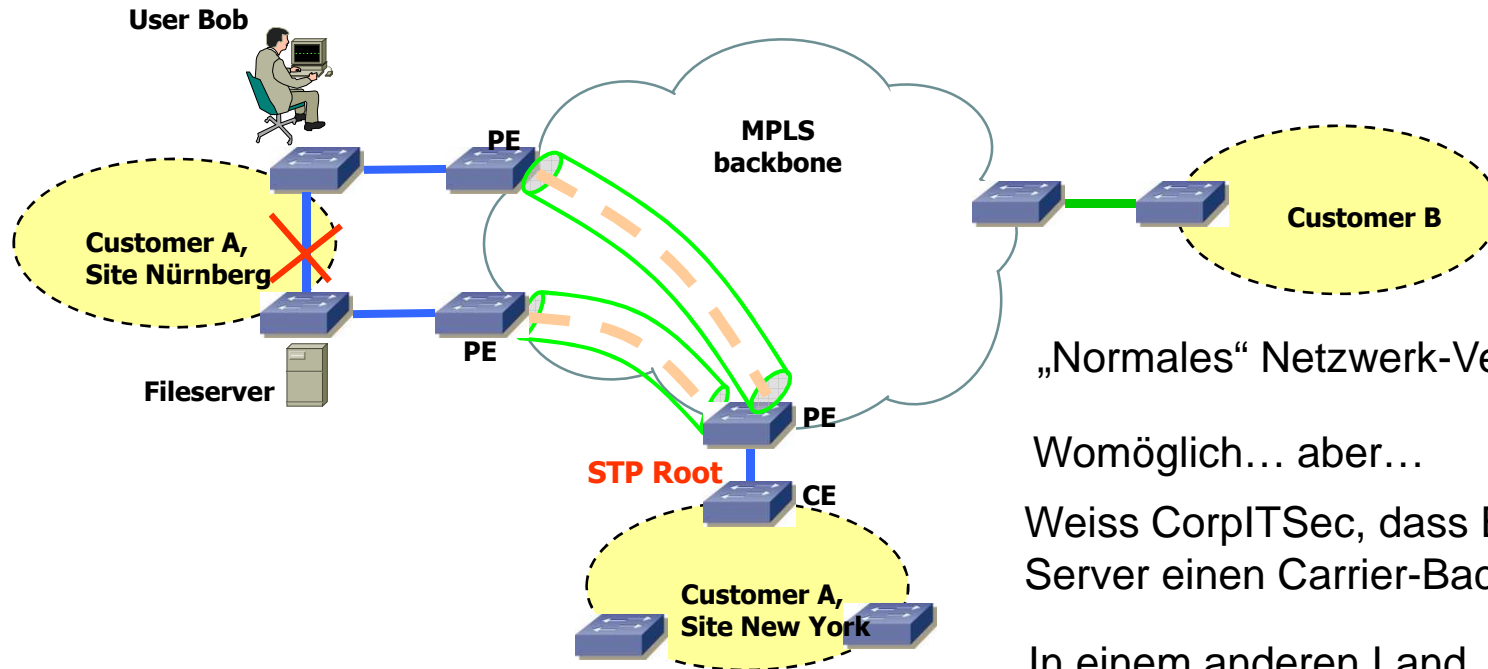 User Bob
PE
MPLS
backbone
Customer A,
Site Nürnberg
Customer B
PE
Fileserver
PE
STP Root
CE
Customer A,
Site New York
„Normales“ Netzwerk-Ve
Womöglich… aber…
Weiss CorpITSec, dass
Server einen Carrier-Bac
In einem anderen Land